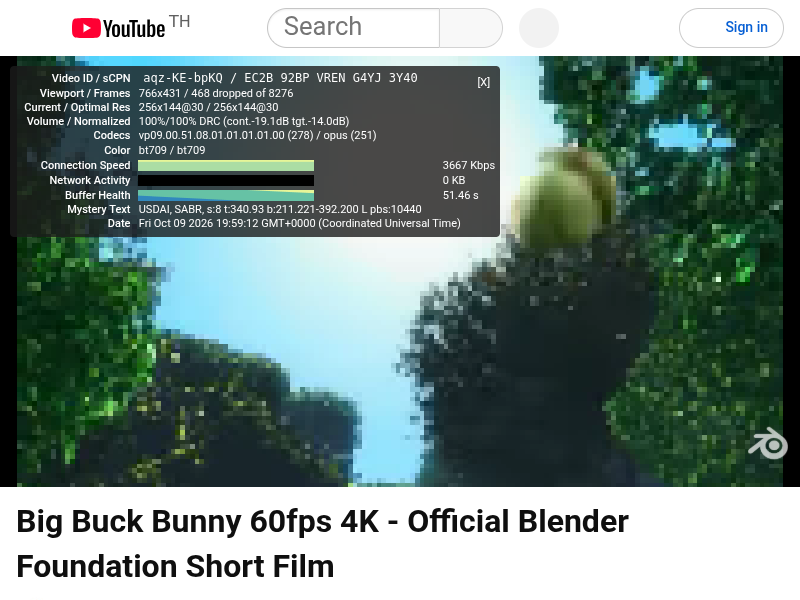 YouTube TH
Search
Sign in
Video ID / sCPN aqz-KE-bpKQ / EC2B 92BP VREN G4YJ 3Y40
[X]
Viewport / Frames 766x431 / 468 dropped of 8276
Current / Optimal Res 256x144@30 / 256x144@30
Volume / Normalized 100%/100% DRC (cont.-19.1dB tgt.-14.0dB)
Codecs vp09.00.51.08.01.01.01.01.00 (278) / opus (251)
Color bt709 / bt709
Connection Speed 3667 Kbps
Network Activity 0 KB
Buffer Health 51.46 s
Mystery Text USDAI, SABR, s:8 t:340.93 b:211.221-392.200 L pbs:10440
Date Fri Oct 09 2026 19:59:12 GMT+0000 (Coordinated Universal Time)
Big Buck Bunny 60fps 4K - Official Blender
Foundation Short Film